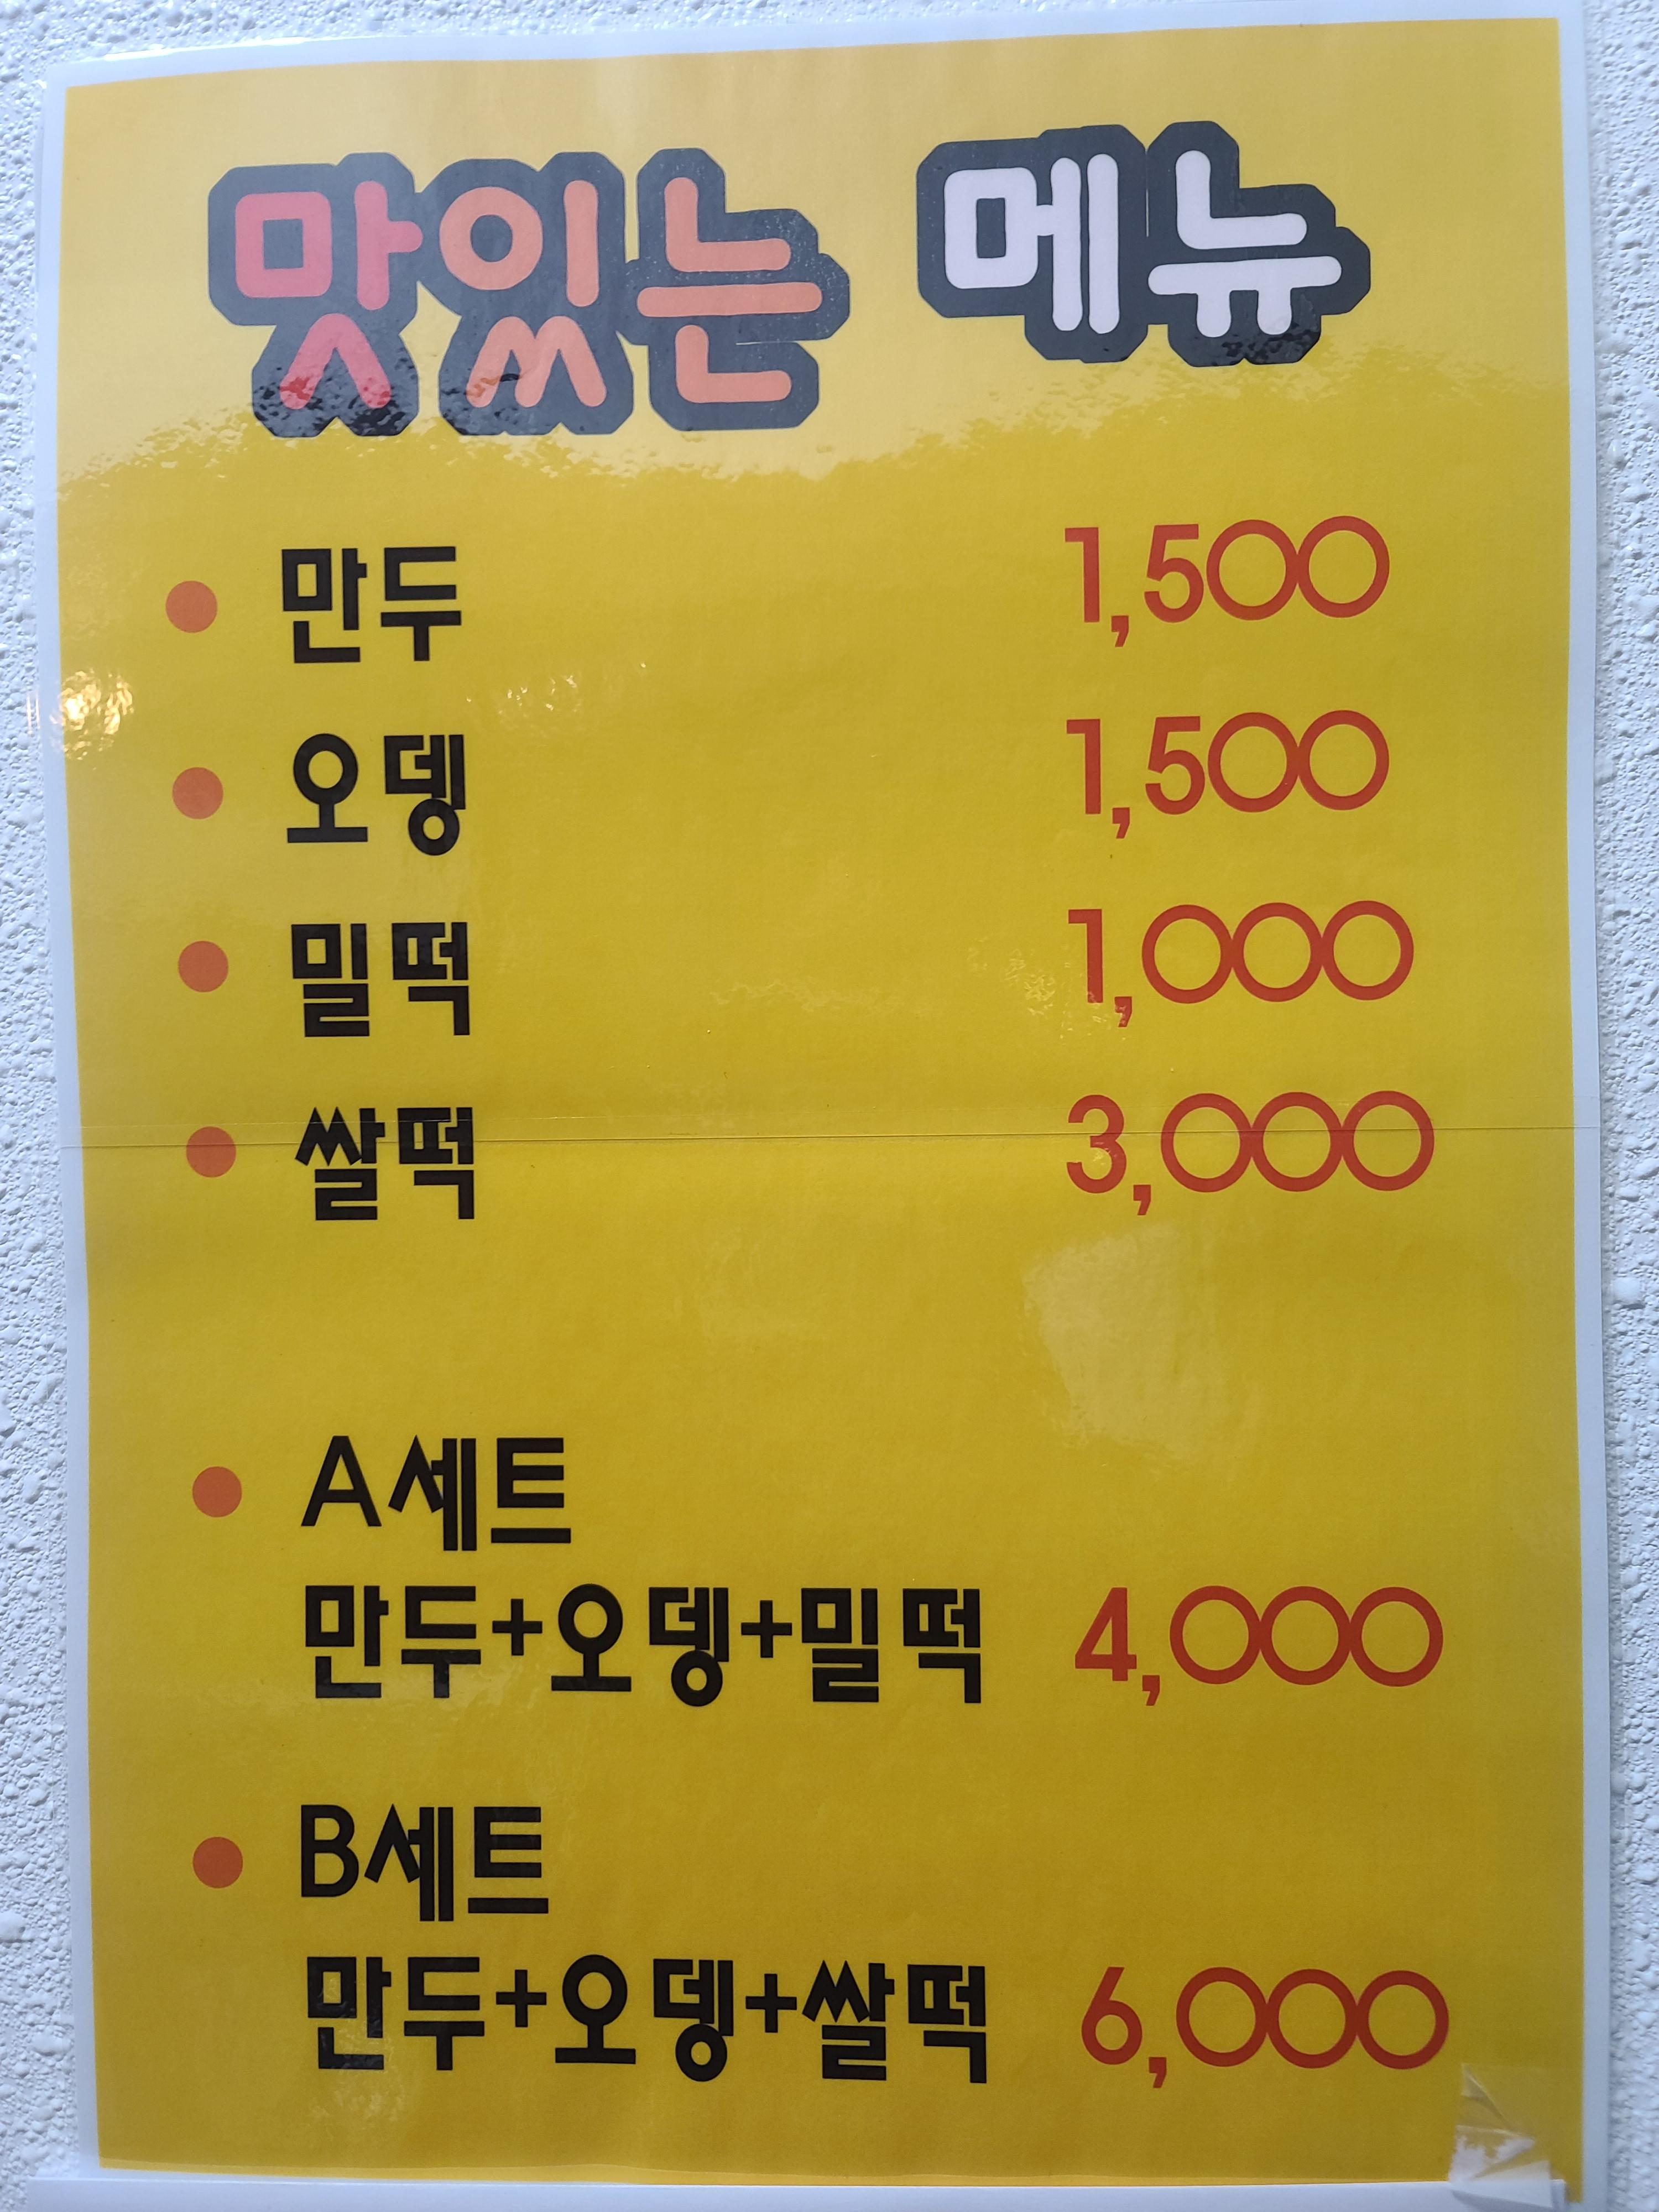 맛있는 메뉴
만두 1,500
오뎅 1,500
밀떡 1,000
쌀떡 3,000
A세트
만두+오뎅+밀떡 4,000
B세트
만두+오뎅+쌀떡 6,000